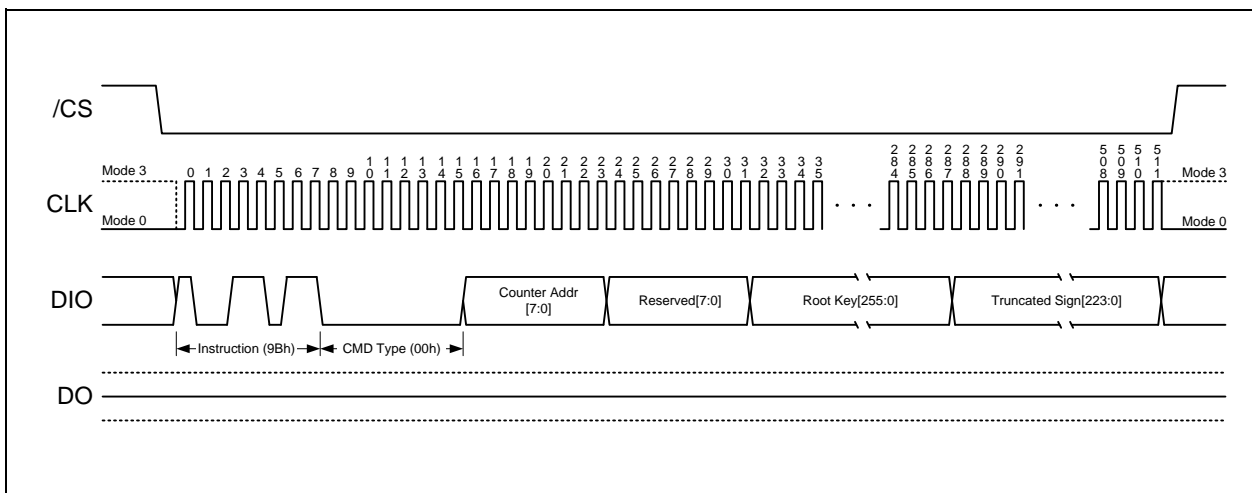 /CS
Mode 3
0 1 2 3 4 5 6 7 8 9 10 11 12 13 14 15 16 17 18 19 20 21 22 23 24 25 26 27 28 29 30 31 32 33 34 35 284 285 286 287 288 289 290 291 508 509 510 511
Mode 3
CLK
. . .
. . .
Mode 0
Mode 0
DIO
Counter Addr
[7:0]
Reserved[7:0]
Root Key[255:0]
Truncated Sign[223:0]
Instruction (9Bh)
CMD Type (00h)
DO